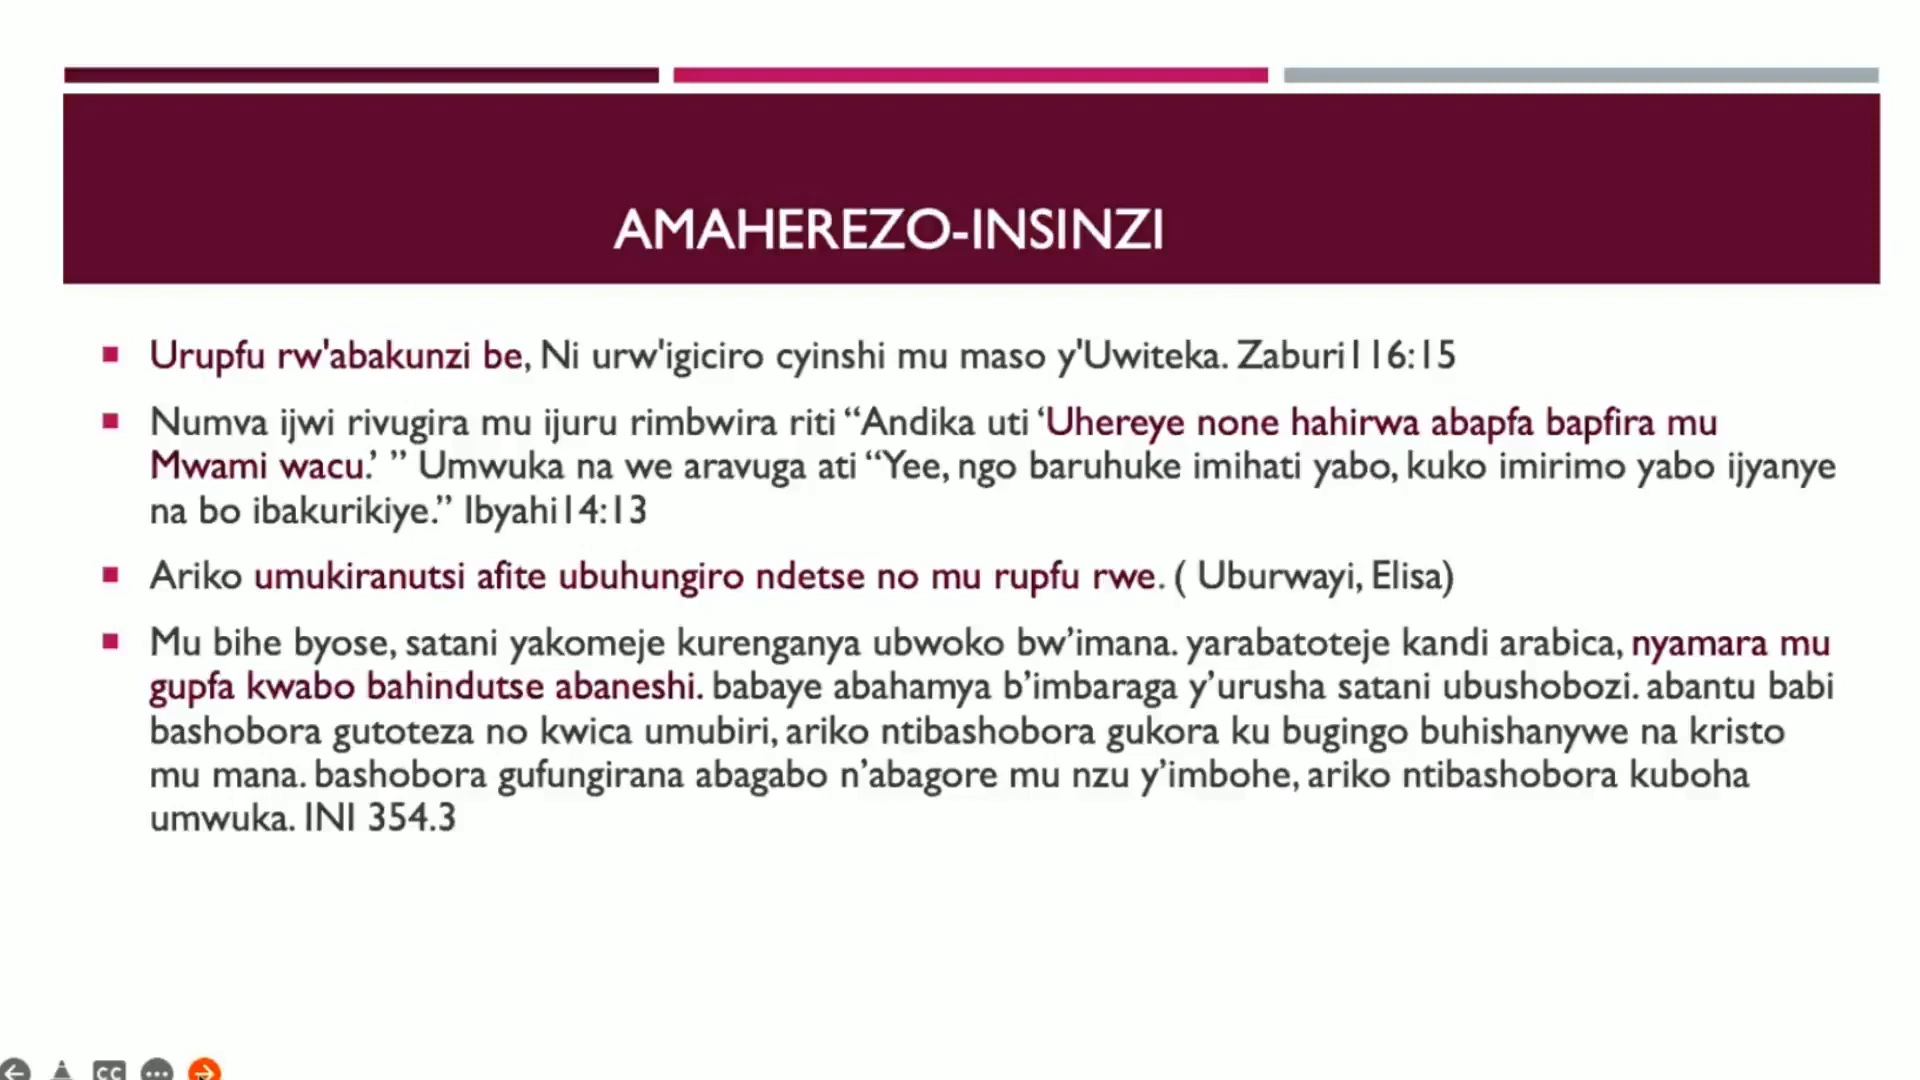 AMAHEREZO-INSINZI
Urupfu rw'abakunzi be, Ni urw'igiciro cyinshi mu maso y'Uwiteka. Zaburi116:15
Numva ijwi rivugira mu ijuru rimbwira riti “Andika uti ‘Uhereye none hahirwa abapfa bapfira mu
Mwami wacu.’ ” Umwuka na we aravuga ati “Yee, ngo baruhuke imihati yabo, kuko imirimo yabo ijyanye
na bo ibakurikiye.” Ibyahi14:13
Ariko umukiranutsi afite ubuhungiro ndetse no mu rupfu rwe. ( Uburwayi, Elisa)
Mu bihe byose, satani yakomeje kurenganya ubwoko bw’imana. yarabatoteje kandi arabica, nyamara mu
gupfa kwabo bahindutse abaneshi. babaye abahamya b’imbaraga y’urusha satani ubushobozi. abantu babi
bashobora gutoteza no kwica umubiri, ariko ntibashobora gukora ku bugingo buhishanywe na kristo
mu mana. bashobora gufungirana abagabo n’abagore mu nzu y’imbohe, ariko ntibashobora kuboha
umwuka. INI 354.3
CC